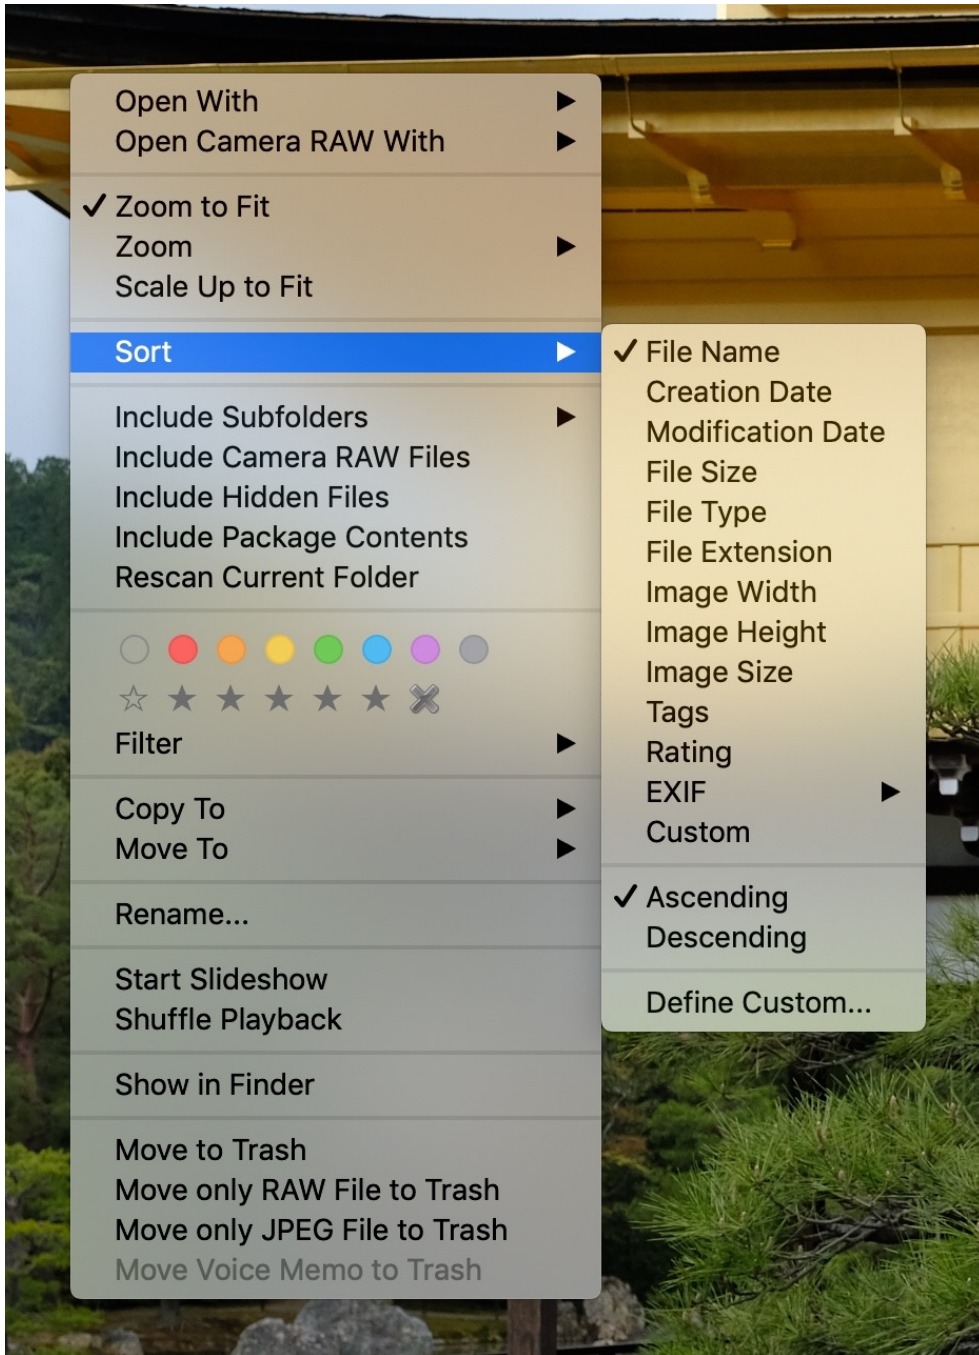 Open With
Open Camera RAW With
Zoom to Fit
Zoom
Scale Up to Fit
Sort
Include Subfolders
Include Camera RAW Files
Include Hidden Files
Include Package Contents
Rescan Current Folder
Filter
Copy To
Move To
Rename...
Start Slideshow
Shuffle Playback
Show in Finder
Move to Trash
Move only RAW File to Trash
Move only JPEG File to Trash
Move Voice Memo to Trash
File Name
Creation Date
Modification Date
File Size
File Type
File Extension
Image Width
Image Height
Image Size
Tags
Rating
EXIF
Custom
Ascending
Descending
Define Custom...